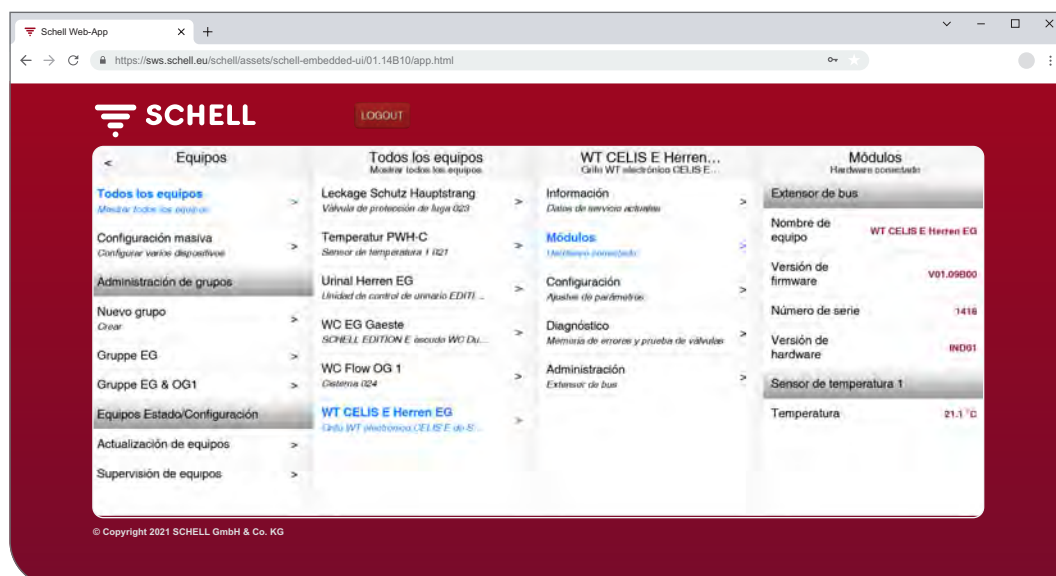 Schell Web-App
https://sws.schell.eu/schell/assets/schell-embedded-ui/01.14B10/app.html
SCHELL
LOGOUT
< Equipos
Todos los equipos >
Mostrar todos los equipos
Configuración masiva >
Configurar varios dispositivos
Administración de grupos
Nuevo grupo >
Crear
Gruppe EG >
Gruppe EG & OG1 >
Equipos Estado/Configuración
Actualización de equipos >
Supervisión de equipos >
Todos los equipos
Mostrar todos los equipos
Leckage Schutz Hauptstrang >
Válvula de protección de fuga 023
Temperatur PWH-C >
Sensor de temperatura 1 021
Urinal Herren EG >
Unidad de control de urinario EDITI ...
WC EG Gaeste >
SCHELL EDITION E escudo WC Du...
WC Flow OG 1 >
Cisterna 024
WT CELIS E Herren EG >
Grifo WT electrónico CELIS E de S...
WT CELIS E Herren...
Grifo WT electrónico CELIS E...
Información >
Datos de servicio actuales
Módulos >
Hardware conectado
Configuración >
Ajustes de parámetros
Diagnóstico >
Memoria de errores y prueba de válvulas
Administración >
Extensor de bus
Módulos
Hardware conectado
Extensor de bus
Nombre de equipo WT CELIS E Herren EG
Versión de firmware V01.09B00
Número de serie 1418
Versión de hardware IND01
Sensor de temperatura 1
Temperatura 21.1 °C
© Copyright 2021 SCHELL GmbH & Co. KG